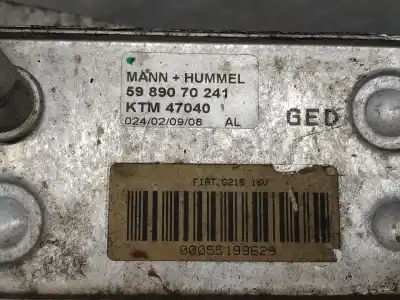 MANN + HUMMEL
59 890 70 241
KTM 47040
024/02/09/08 AL
GED
FIAT 0215 16V
00055193629